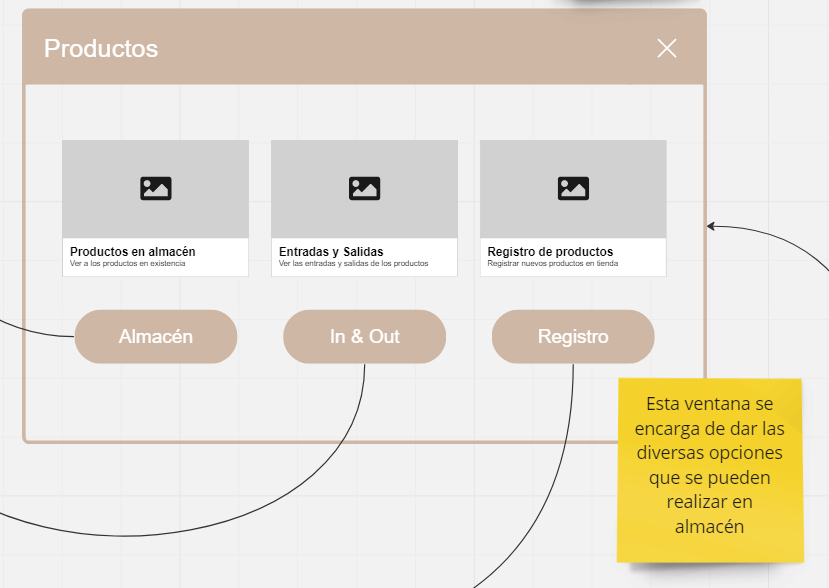 Productos
Productos en almacén
Ver a los productos en existencia
Entradas y Salidas
Ver las entradas y salidas de los productos
Registro de productos
Registrar nuevos productos en tienda
Almacén
In & Out
Registro
Esta ventana se
encarga de dar las
diversas opciones
que se pueden
realizar en
almacén